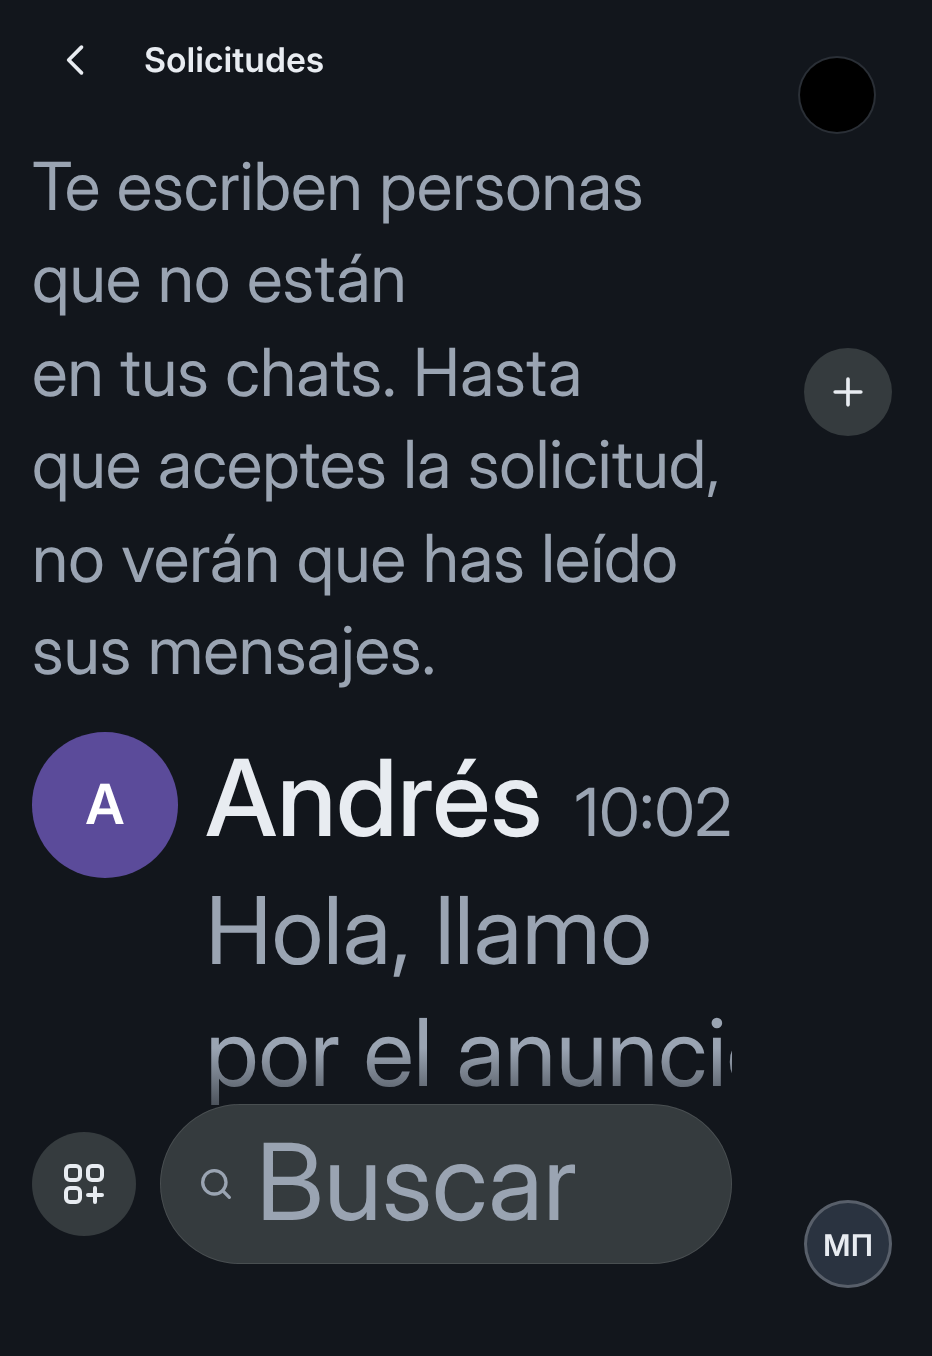 Solicitudes
Te escriben personas
que no están
en tus chats. Hasta
que aceptes la solicitud,
no verán que has leído
sus mensajes.
A
Andrés 10:02
Hola, llamo
por el
Buscar
МП